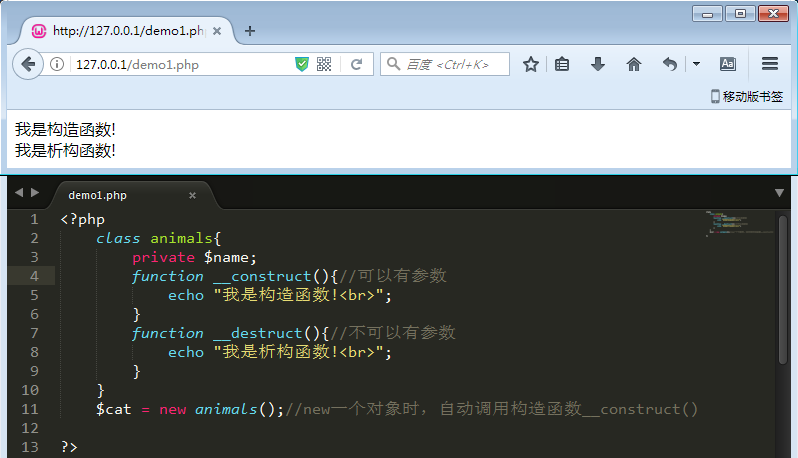 http://127.0.0.1/demo1.ph
127.0.0.1/demo1.php
百度 <Ctrl+K>
移动版书签
我是构造函数!
我是析构函数!
demo1.php
1 <?php
2 class animals{
3 private $name;
4 function __construct(){//可以有参数
5 echo "我是构造函数!<br>";
6 }
7 function __destruct(){//不可以有参数
8 echo "我是析构函数!<br>";
9 }
10 }
11 $cat = new animals();//new一个对象时，自动调用构造函数__construct()
12
13 ?>